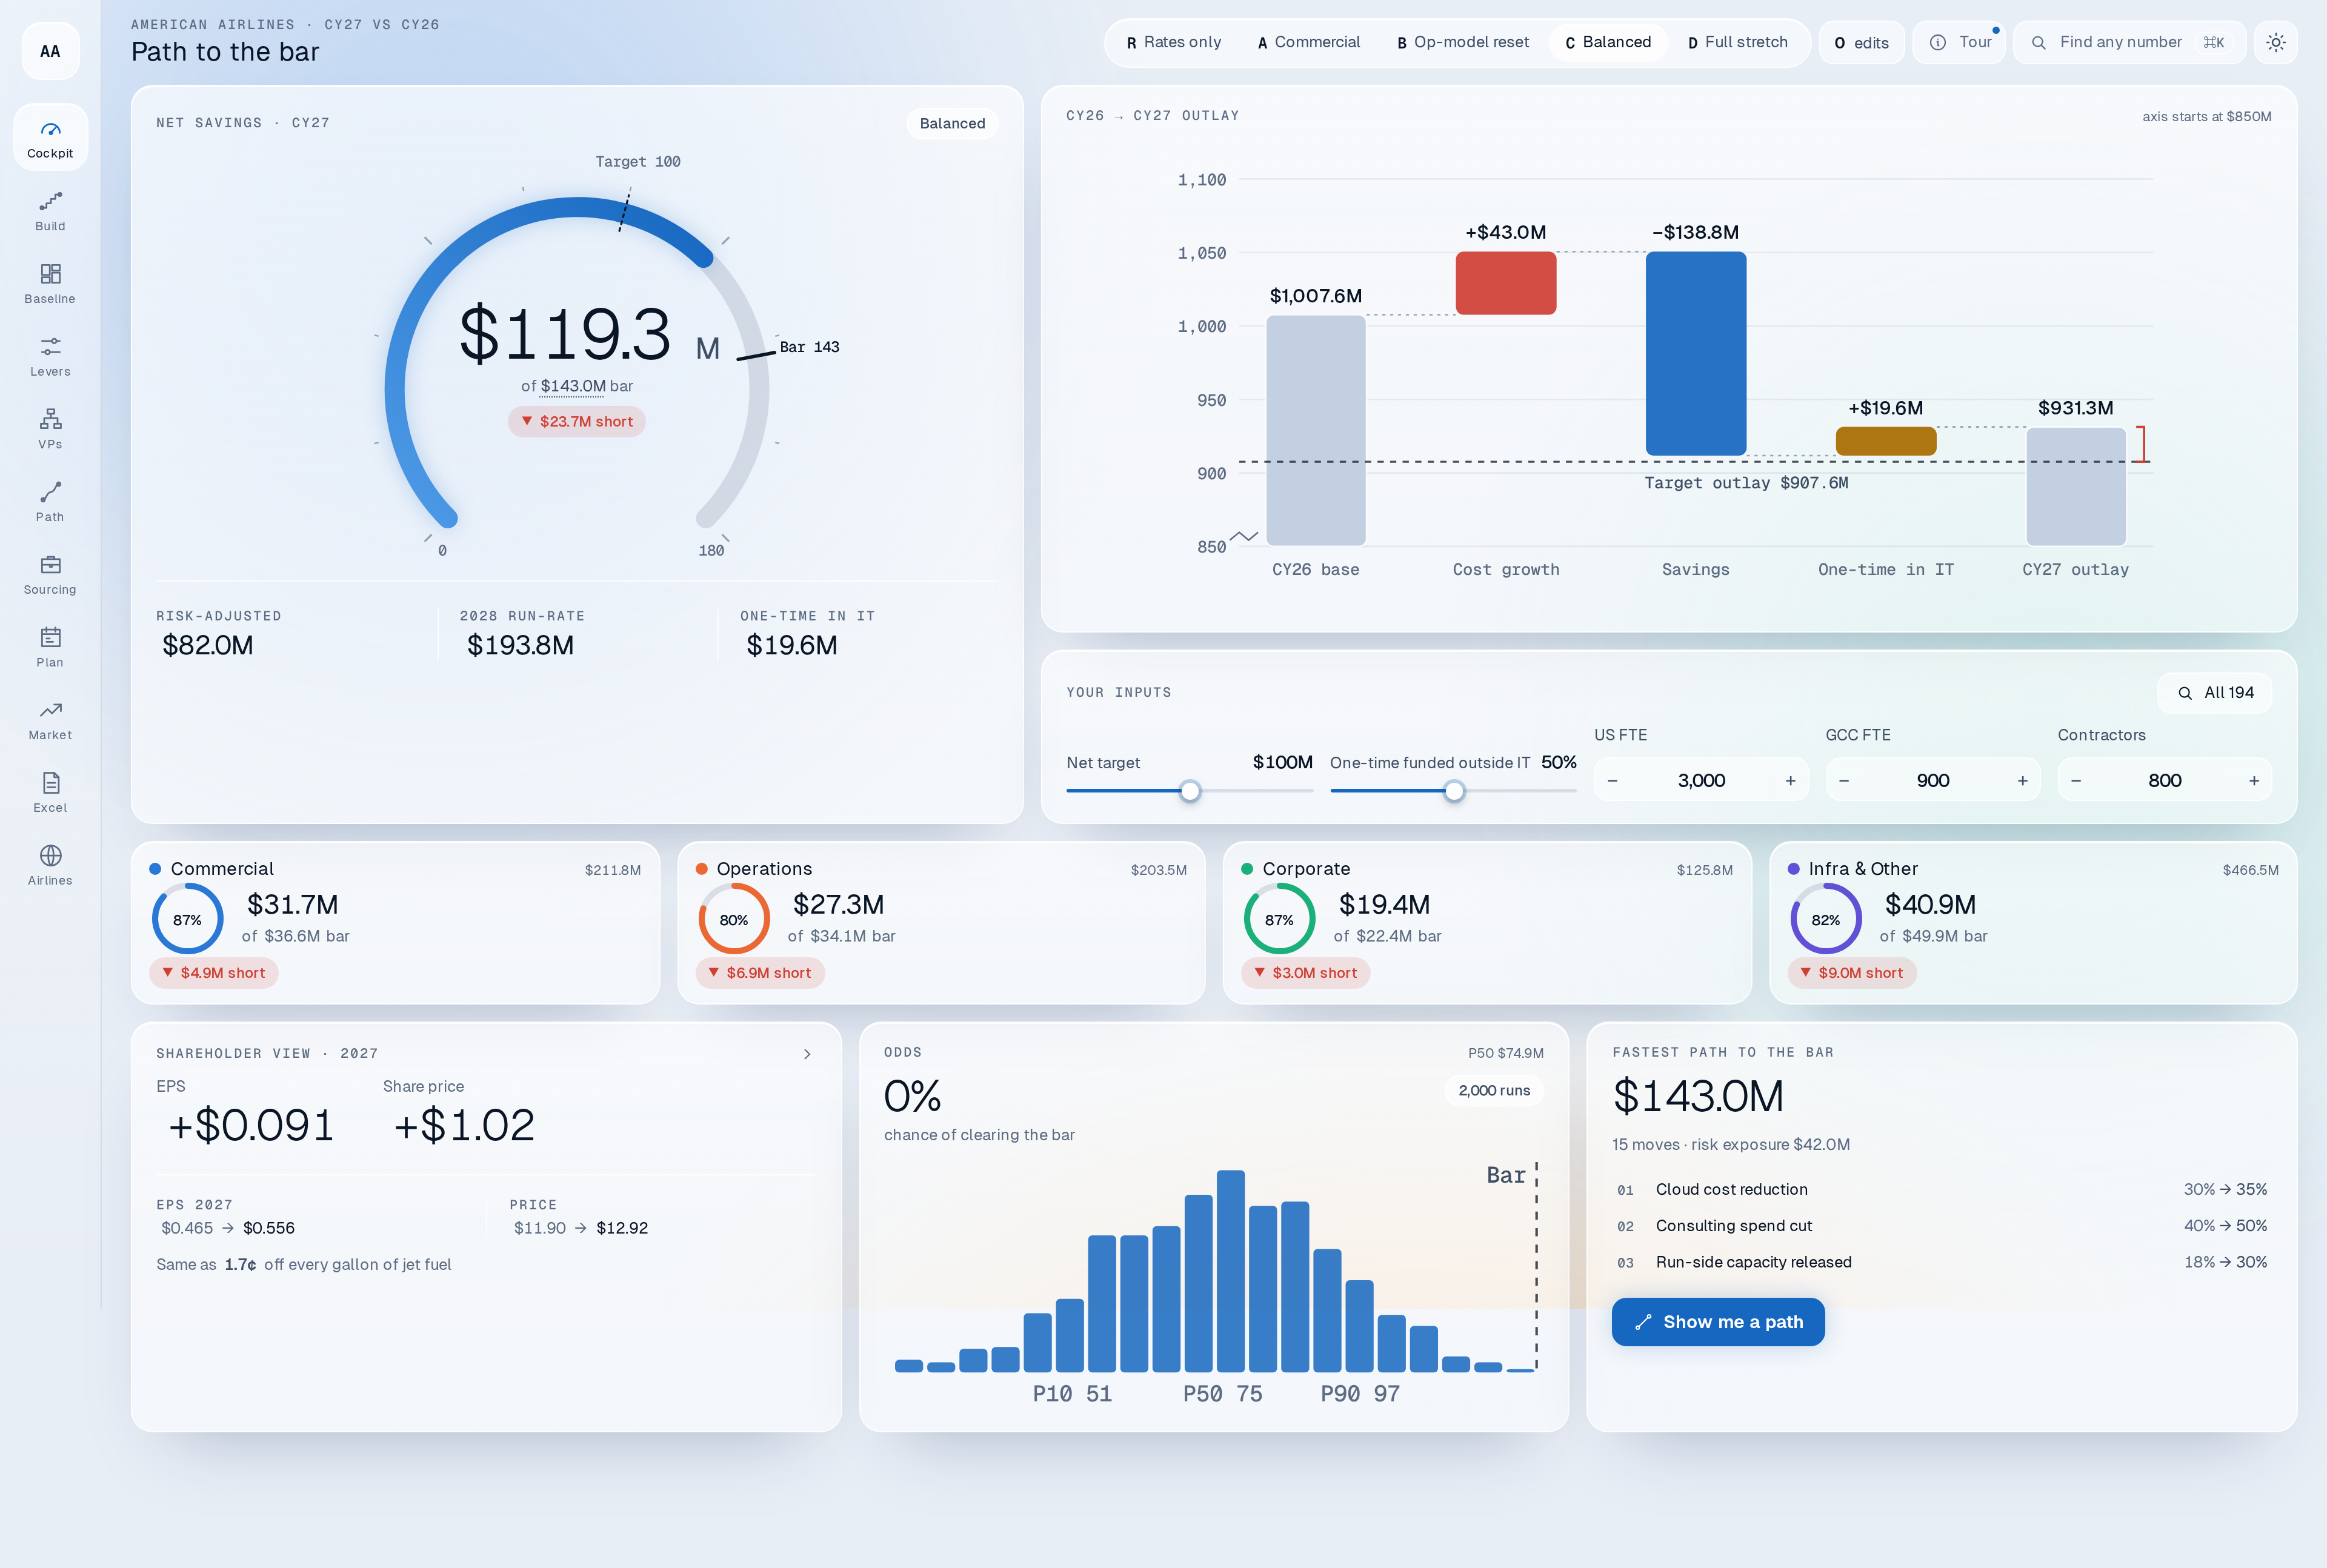 AA
Cockpit
Build
Baseline
Levers
VPs
Path
Sourcing
Plan
Market
Excel
Airlines
AMERICAN AIRLINES · CY27 VS CY26
Path to the bar
R Rates only
A Commercial
B Op-model reset
C Balanced
D Full stretch
0 edits
Tour
Find any number ⌘K
NET SAVINGS · CY27
Balanced
Target 100
$119.3 M
Bar 143
of $143.0M bar
▼ $23.7M short
0
180
RISK-ADJUSTED
$82.0M
2028 RUN-RATE
$193.8M
ONE-TIME IN IT
$19.6M
CY26 → CY27 OUTLAY
axis starts at $850M
1,100
1,050
1,000
950
900
850
$1,007.6M
+$43.0M
−$138.8M
+$19.6M
$931.3M
Target outlay $907.6M
CY26 base
Cost growth
Savings
One-time in IT
CY27 outlay
YOUR INPUTS
All 194
Net target $100M
One-time funded outside IT 50%
US FTE
− 3,000 +
GCC FTE
− 900 +
Contractors
− 800 +
Commercial $211.8M
87%
$31.7M
of $36.6M bar
▼ $4.9M short
Operations $203.5M
80%
$27.3M
of $34.1M bar
▼ $6.9M short
Corporate $125.8M
87%
$19.4M
of $22.4M bar
▼ $3.0M short
Infra & Other $466.5M
82%
$40.9M
of $49.9M bar
▼ $9.0M short
SHAREHOLDER VIEW · 2027
EPS
+$0.091
Share price
+$1.02
EPS 2027
$0.465 → $0.556
PRICE
$11.90 → $12.92
Same as 1.7¢ off every gallon of jet fuel
ODDS
P50 $74.9M
0%
2,000 runs
chance of clearing the bar
Bar
P10 51
P50 75
P90 97
FASTEST PATH TO THE BAR
$143.0M
15 moves · risk exposure $42.0M
01 Cloud cost reduction 30% → 35%
02 Consulting spend cut 40% → 50%
03 Run-side capacity released 18% → 30%
Show me a path